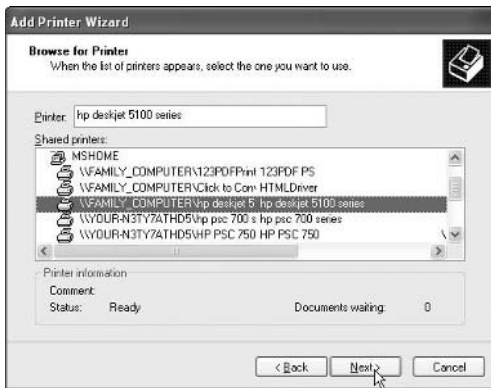 Add Printer Wizard
Browse for Printer
When the list of printers appears, select the one you want to use.
Printer: hp deskjet 5100 series
Shared printers:
MSHOME
\\FAMILY_COMPUTER\123PDFPrint 123PDF PS
\\FAMILY_COMPUTER\Click to Con HTMLDriver
\\FAMILY_COMPUTER\hp deskjet 5 hp deskjet 5100 series
\\YOUR-N3TY7ATHD5\hp psc 700 s hp psc 700 series
\\YOUR-N3TY7ATHD5\HP PSC 750 HP PSC 750 \
Printer information
Comment:
Status: Ready Documents waiting: 0
< Back Next > Cancel